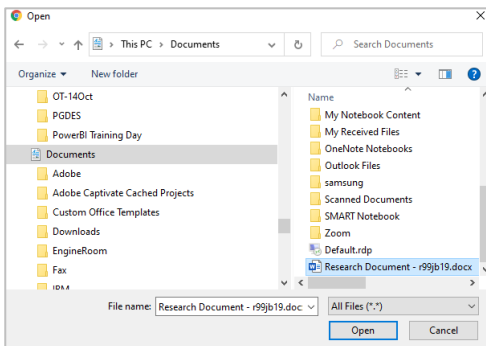 Open
This PC > Documents
Search Documents
Organize
New folder
OT-14Oct
PGDES
PowerBI Training Day
Documents
Adobe
Adobe Captivate Cached Projects
Custom Office Templates
Downloads
EngineRoom
Fax
IBM
Name
My Notebook Content
My Received Files
OneNote Notebooks
Outlook Files
samsung
Scanned Documents
SMART Notebook
Zoom
Default.rdp
Research Document - r99jb19.docx
File name: Research Document - r99jb19.doc
All Files (*.*)
Open
Cancel